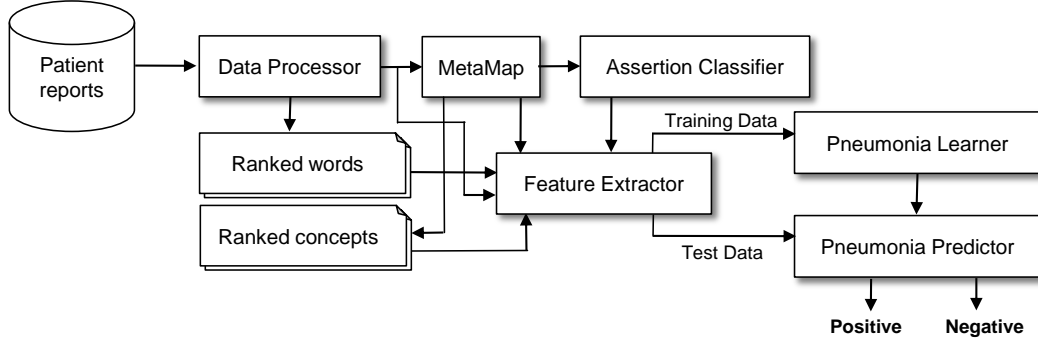 Patient
reports
Data Processor
MetaMap
Assertion Classifier
Training Data
Pneumonia Learner
Ranked words
Feature Extractor
Ranked concepts
Test Data
Pneumonia Predictor
Positive
Negative